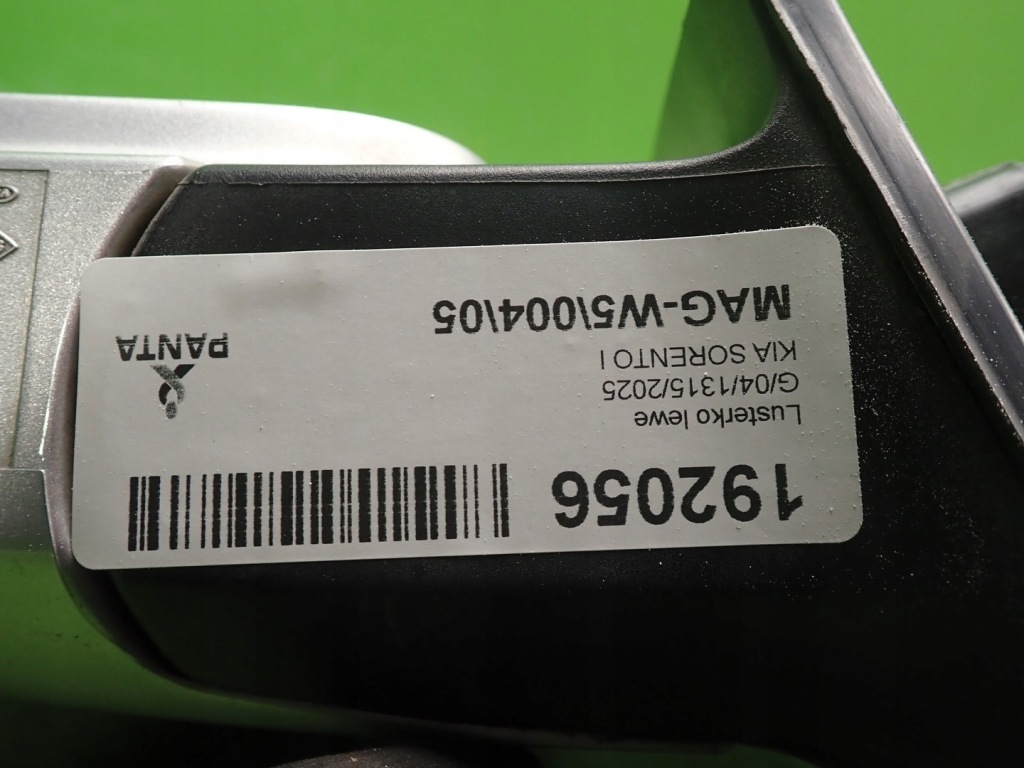 192056
Lusterko lewe
G/04/1315/2025
KIA SORENTO I
MAG-W5\004\05
PANTA